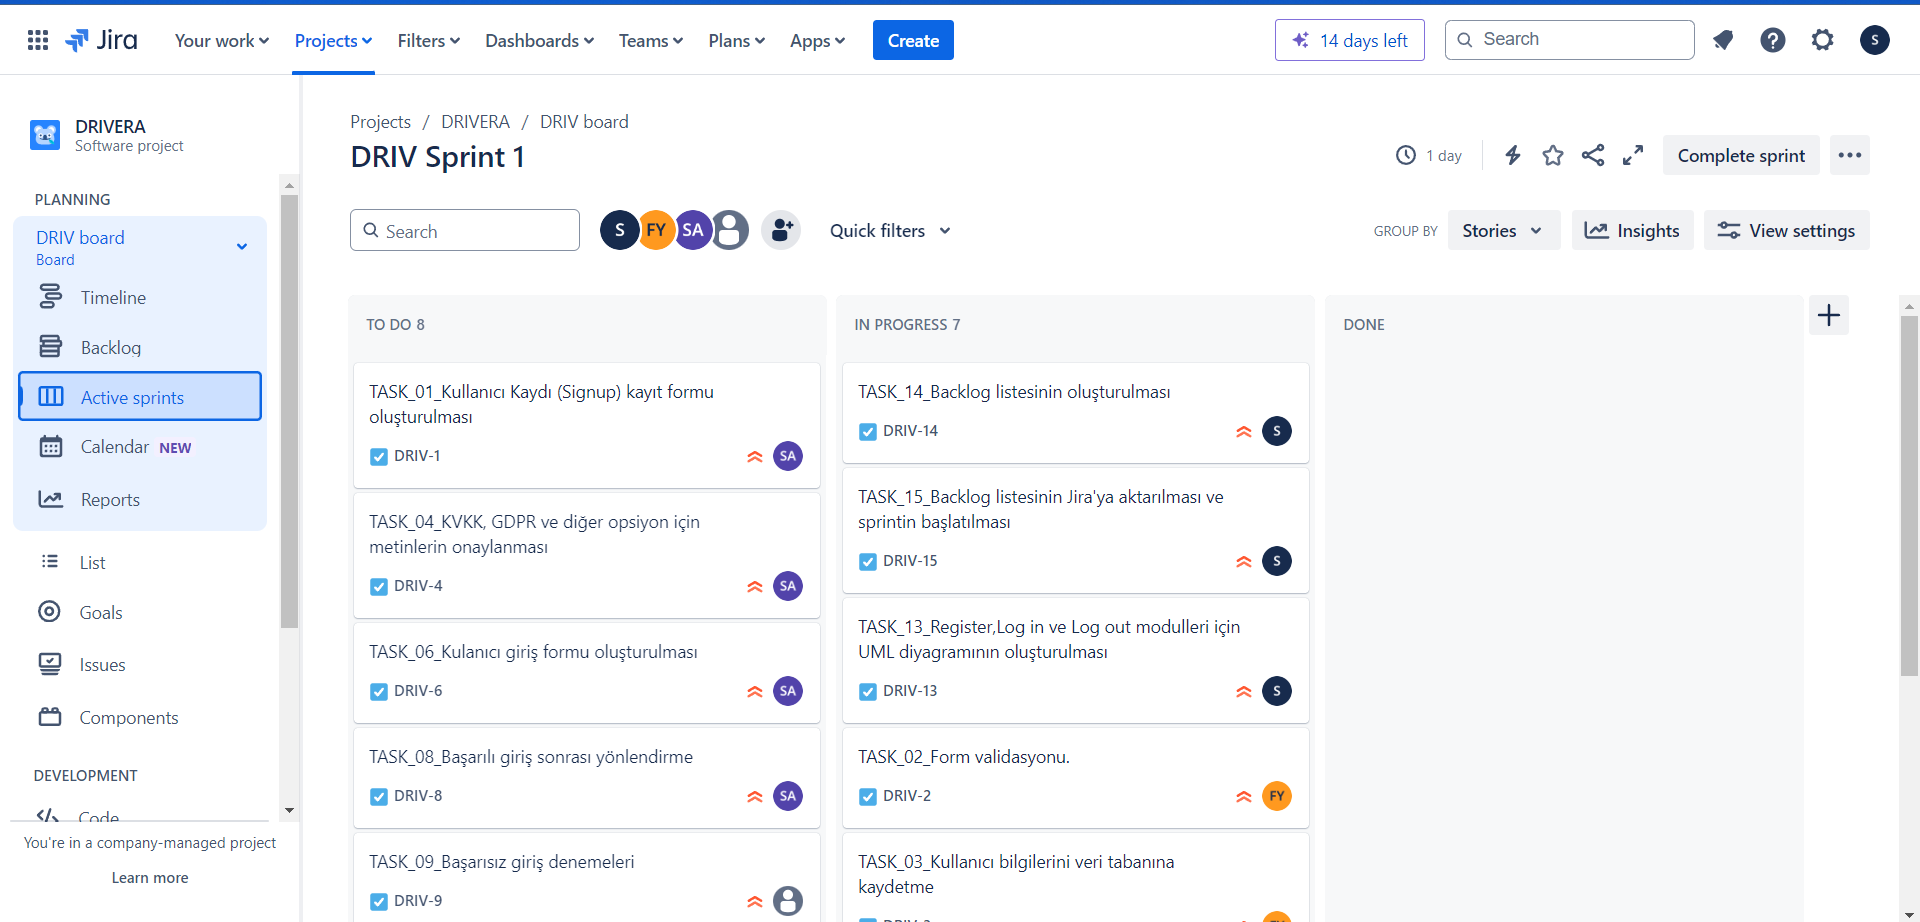 Jira
Your work
Projects
Filters
Dashboards
Teams
Plans
Apps
Create
14 days left
Search
S
DRIVERA
Software project
PLANNING
DRIV board
Board
Timeline
Backlog
Active sprints
Calendar NEW
Reports
List
Goals
Issues
Components
DEVELOPMENT
Code
You're in a company-managed project
Learn more
Projects / DRIVERA / DRIV board
DRIV Sprint 1
1 day
Complete sprint
Search
S FY SA
Quick filters
GROUP BY
Stories
Insights
View settings
TO DO 8
TASK_01_Kullanıcı Kaydı (Signup) kayıt formu
oluşturulması
DRIV-1
SA
TASK_04_KVKK, GDPR ve diğer opsiyon için
metinlerin onaylanması
DRIV-4
SA
TASK_06_Kulanıcı giriş formu oluşturulması
DRIV-6
SA
TASK_08_Başarılı giriş sonrası yönlendirme
DRIV-8
SA
TASK_09_Başarısız giriş denemeleri
DRIV-9
IN PROGRESS 7
TASK_14_Backlog listesinin oluşturulması
DRIV-14
S
TASK_15_Backlog listesinin Jira'ya aktarılması ve
sprintin başlatılması
DRIV-15
S
TASK_13_Register,Log in ve Log out modulleri için
UML diyagramının oluşturulması
DRIV-13
S
TASK_02_Form validasyonu.
DRIV-2
FY
TASK_03_Kullanıcı bilgilerini veri tabanına
kaydetme
DONE